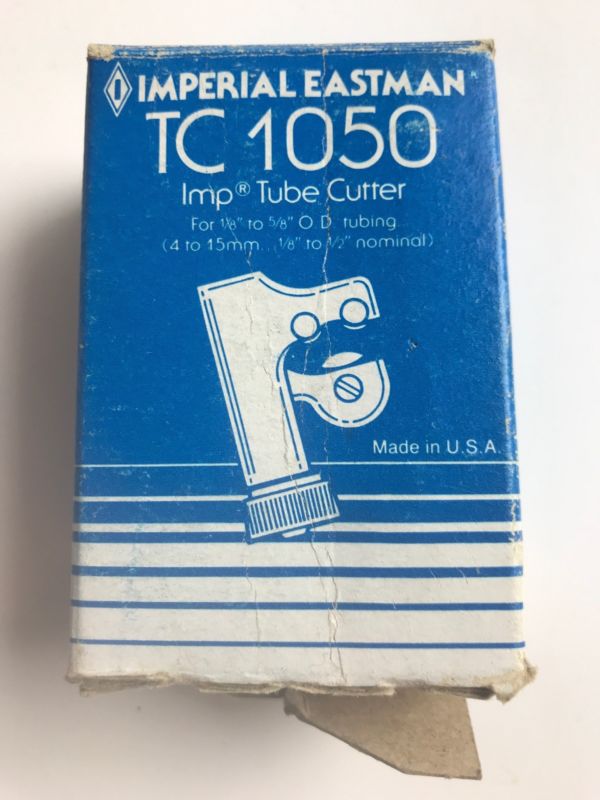 IMPERIAL EASTMAN®
TC 1050
Imp® Tube Cutter
For 1/8" to 5/8" O.D. tubing...
(4 to 15mm... 1/8" to 1/2" nominal)
Made in U.S.A.